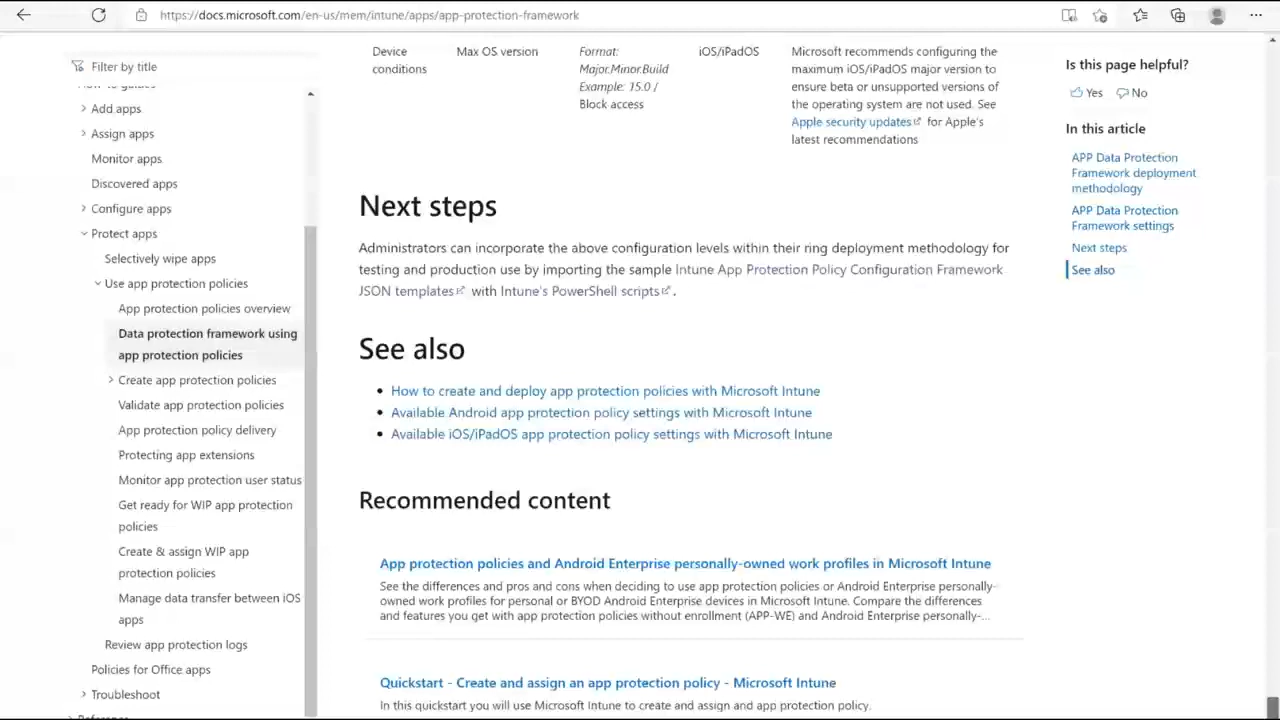 https://docs.microsoft.com/en-us/mem/intune/apps/app-protection-framework
Filter by title
How-to guides
Add apps
Assign apps
Monitor apps
Discovered apps
Configure apps
Protect apps
Selectively wipe apps
Use app protection policies
App protection policies overview
Data protection framework using
app protection policies
Create app protection policies
Validate app protection policies
App protection policy delivery
Protecting app extensions
Monitor app protection user status
Get ready for WIP app protection
policies
Create & assign WIP app
protection policies
Manage data transfer between iOS
apps
Review app protection logs
Policies for Office apps
Troubleshoot
Device
conditions
Max OS version
Format:
Major.Minor.Build
Example: 15.0 /
Block access
iOS/iPadOS
Microsoft recommends configuring the
maximum iOS/iPadOS major version to
ensure beta or unsupported versions of
the operating system are not used. See
Apple security updates for Apple's
latest recommendations
Next steps
Administrators can incorporate the above configuration levels within their ring deployment methodology for
testing and production use by importing the sample Intune App Protection Policy Configuration Framework
JSON templates with Intune's PowerShell scripts.
See also
• How to create and deploy app protection policies with Microsoft Intune
• Available Android app protection policy settings with Microsoft Intune
• Available iOS/iPadOS app protection policy settings with Microsoft Intune
Recommended content
App protection policies and Android Enterprise personally-owned work profiles in Microsoft Intune
See the differences and pros and cons when deciding to use app protection policies or Android Enterprise personally-
owned work profiles for personal or BYOD Android Enterprise devices in Microsoft Intune. Compare the differences
and features you get with app protection policies without enrollment (APP-WE) and Android Enterprise personally-...
Quickstart - Create and assign an app protection policy - Microsoft Intune
In this quickstart you will use Microsoft Intune to create and assign and app protection policy.
Is this page helpful?
Yes No
In this article
APP Data Protection
Framework deployment
methodology
APP Data Protection
Framework settings
Next steps
See also